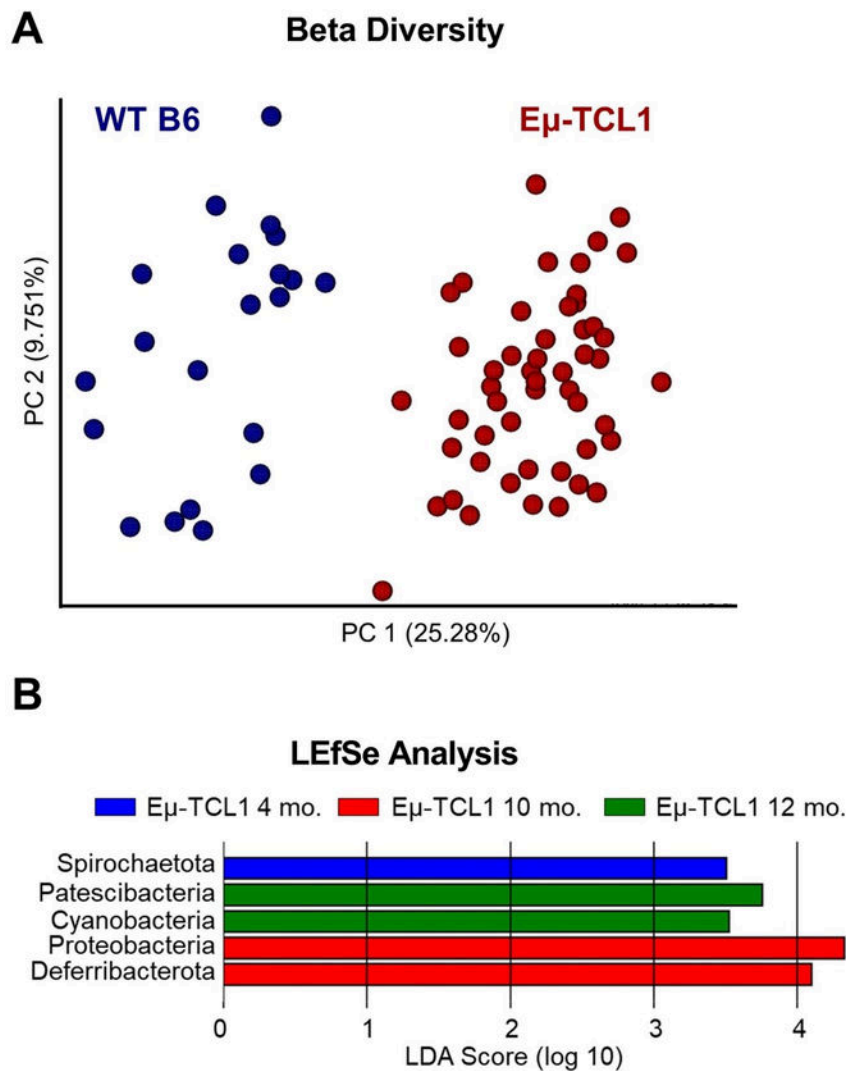 A
Beta Diversity
WT B6
Eµ-TCL1
PC 2 (9.751%)
PC 1 (25.28%)
B
LEfSe Analysis
Eµ-TCL1 4 mo. Eµ-TCL1 10 mo. Eµ-TCL1 12 mo.
Spirochaetota
Patescibacteria
Cyanobacteria
Proteobacteria
Deferribacterota
0 1 2 3 4
LDA Score (log 10)